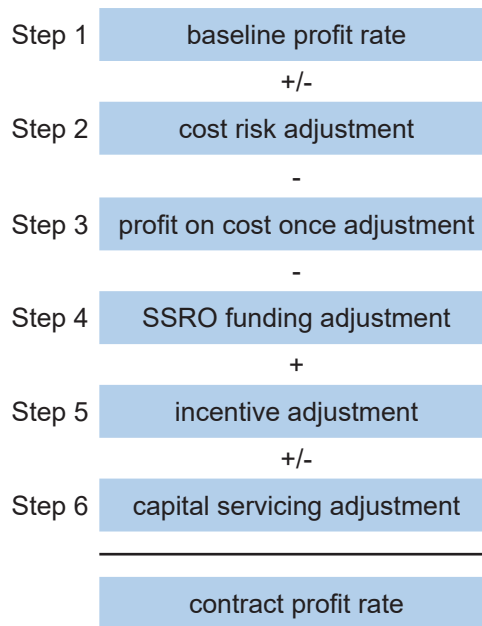 Step 1 baseline profit rate
+/-
Step 2 cost risk adjustment
-
Step 3 profit on cost once adjustment
-
Step 4 SSRO funding adjustment
+
Step 5 incentive adjustment
+/-
Step 6 capital servicing adjustment
contract profit rate